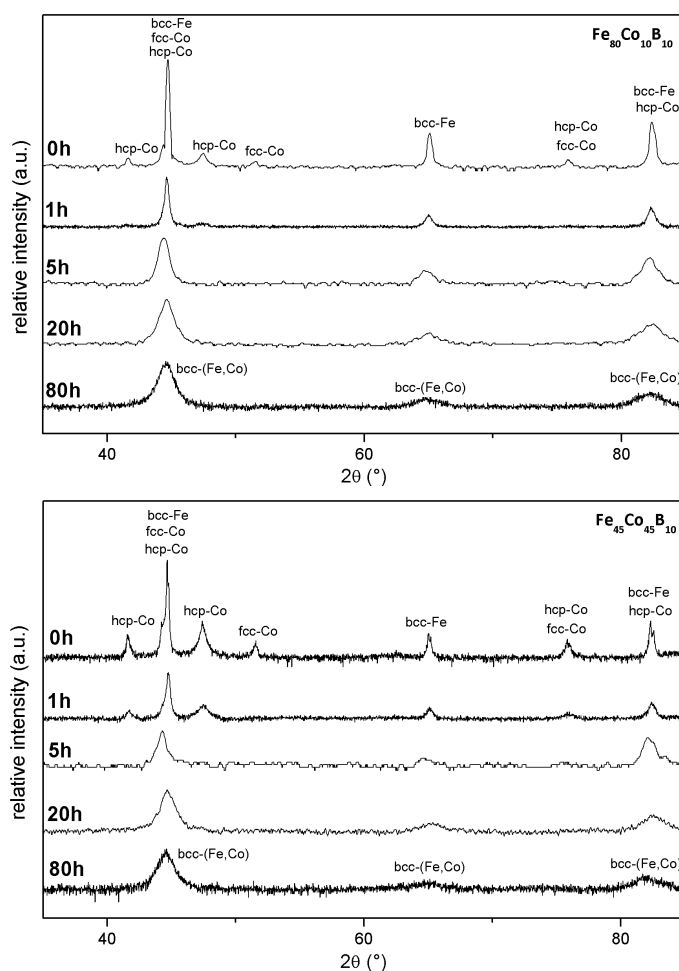 Fe80Co10B10
bcc-Fe
fcc-Co
hcp-Co
bcc-Fe
hcp-Co
hcp-Co
hcp-Co
fcc-Co
bcc-Fe
hcp-Co
fcc-Co
0h
1h
5h
20h
80h
bcc-(Fe,Co)
bcc-(Fe,Co)
bcc-(Fe,Co)
relative intensity (a.u.)
40
60
80
2θ (°)
Fe45Co45B10
bcc-Fe
fcc-Co
hcp-Co
bcc-Fe
hcp-Co
hcp-Co
hcp-Co
fcc-Co
bcc-Fe
hcp-Co
fcc-Co
0h
1h
5h
20h
80h
bcc-(Fe,Co)
bcc-(Fe,Co)
bcc-(Fe,Co)
relative intensity (a.u.)
40
60
80
2θ (°)